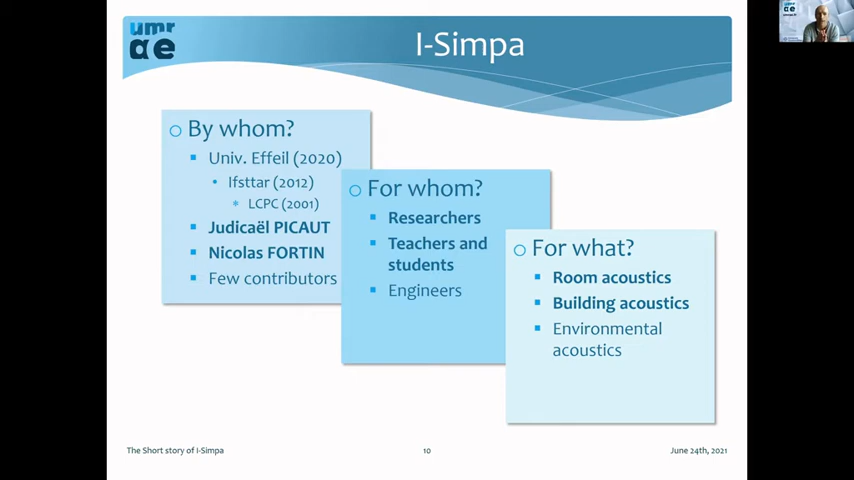 umr
ae
I-Simpa
By whom?
Univ. Effeil (2020)
Ifsttar (2012)
LCPC (2001)
Judicaël PICAUT
Nicolas FORTIN
Few contributors
For whom?
Researchers
Teachers and
students
Engineers
For what?
Room acoustics
Building acoustics
Environmental
acoustics
The Short story of I-Simpa
10
June 24th, 2021